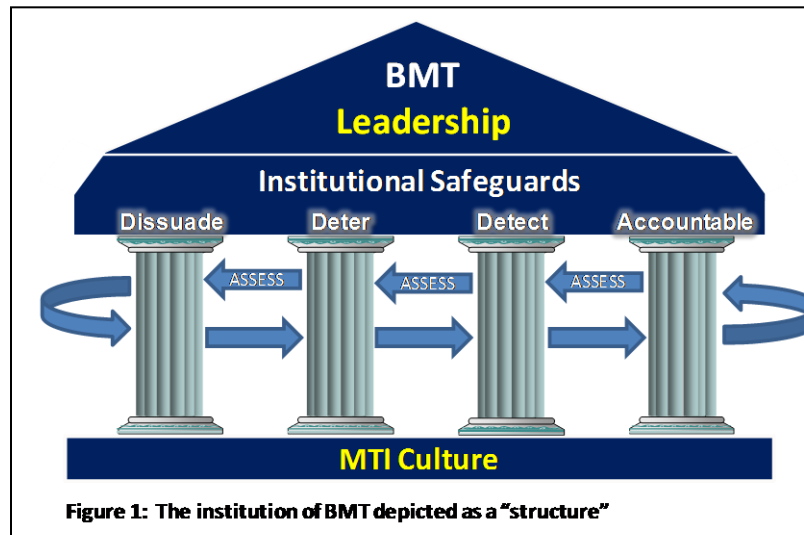 BMT
Leadership
Institutional Safeguards
Dissuade Deter Detect Accountable
ASSESS ASSESS ASSESS
MTI Culture
Figure 1: The institution of BMT depicted as a “structure”